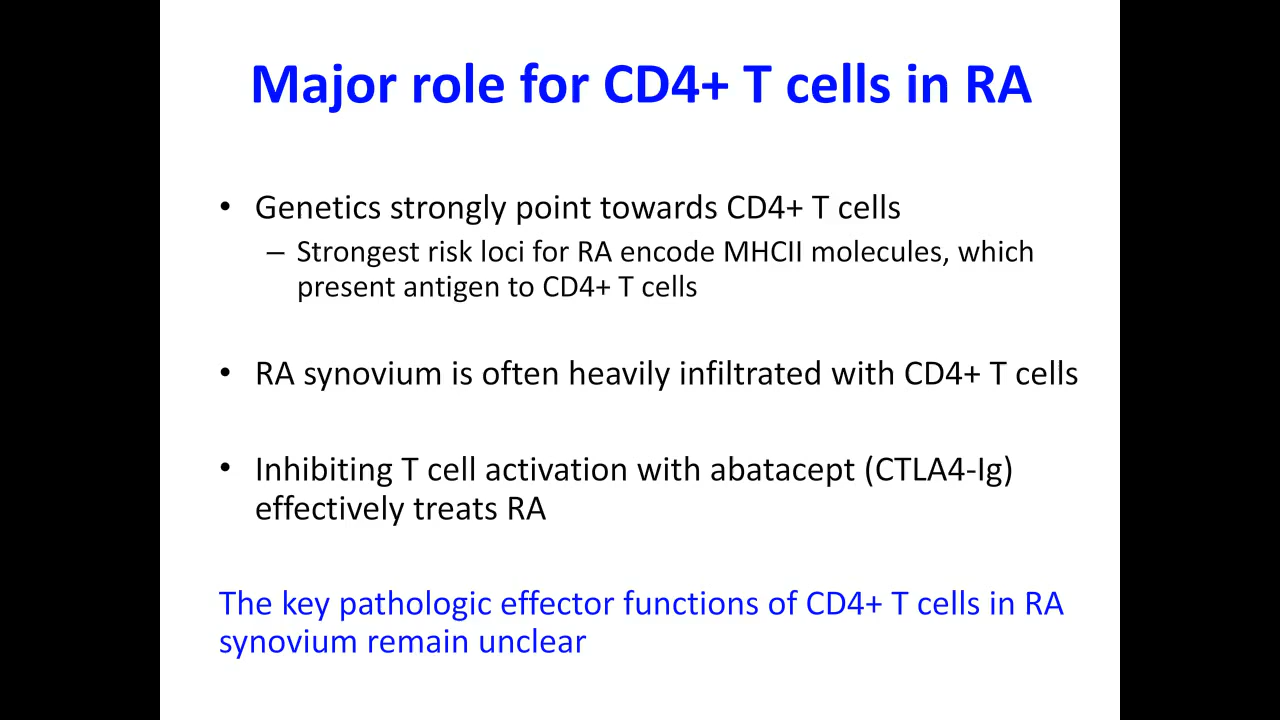 Major role for CD4+ T cells in RA
• Genetics strongly point towards CD4+ T cells
– Strongest risk loci for RA encode MHCII molecules, which
present antigen to CD4+ T cells
• RA synovium is often heavily infiltrated with CD4+ T cells
• Inhibiting T cell activation with abatacept (CTLA4-Ig)
effectively treats RA
The key pathologic effector functions of CD4+ T cells in RA
synovium remain unclear